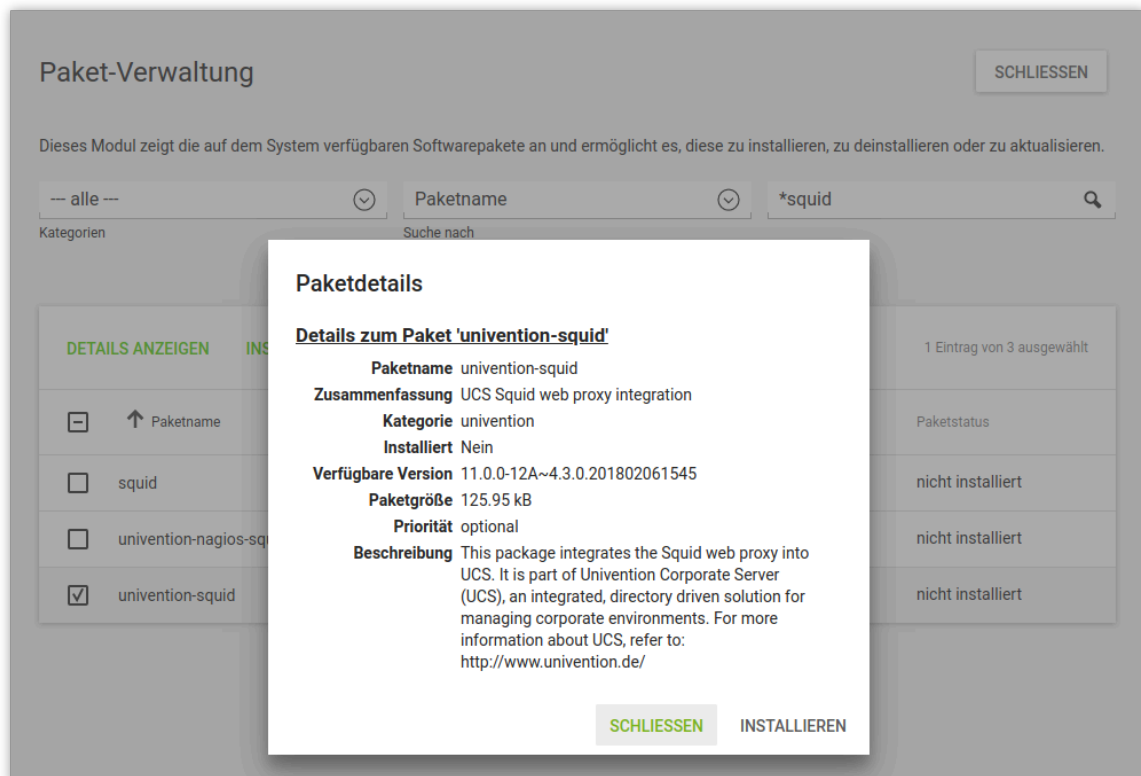 Paket-Verwaltung
SCHLIESSEN
Dieses Modul zeigt die auf dem System verfügbaren Softwarepakete an und ermöglicht es, diese zu installieren, zu deinstallieren oder zu aktualisieren.
--- alle ---
Paketname
*squid
Kategorien
Suche nach
Paketdetails
Details zum Paket 'univention-squid'
Paketname univention-squid
Zusammenfassung UCS Squid web proxy integration
Kategorie univention
Installiert Nein
Verfügbare Version 11.0.0-12A~4.3.0.201802061545
Paketgröße 125.95 kB
Priorität optional
Beschreibung This package integrates the Squid web proxy into
UCS. It is part of Univention Corporate Server
(UCS), an integrated, directory driven solution for
managing corporate environments. For more
information about UCS, refer to:
http://www.univention.de/
SCHLIESSEN
INSTALLIEREN
DETAILS ANZEIGEN
1 Eintrag von 3 ausgewählt
Paketname
Paketstatus
squid
nicht installiert
nicht installiert
univention-squid
nicht installiert